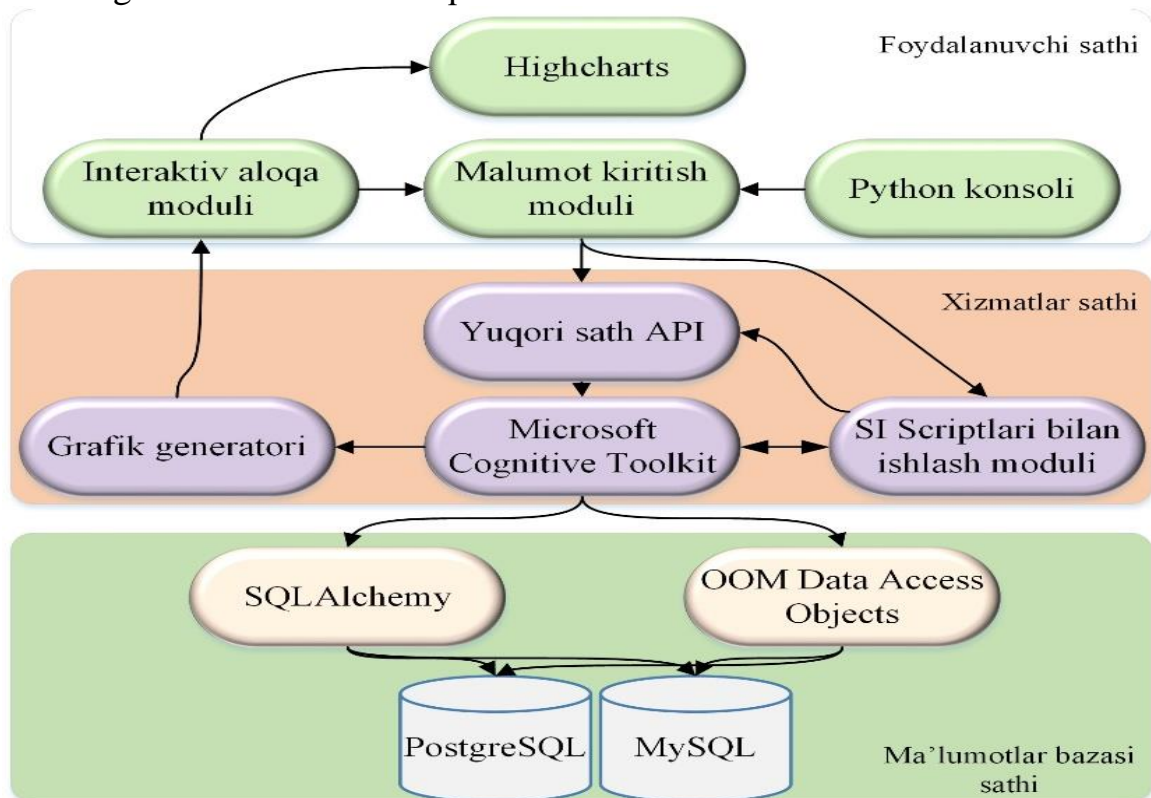 Foydalanuvchi sathi
Highcharts
Interaktiv aloqa
moduli
Malumot kiritish
moduli
Python konsoli
Xizmatlar sathi
Yuqori sath API
Grafik generatori
Microsoft
Cognitive Toolkit
SI Scriptlari bilan
ishlash moduli
SQLAlchemy
OOM Data Access
Objects
PostgreSQL
MySQL
Ma’lumotlar bazasi
sathi